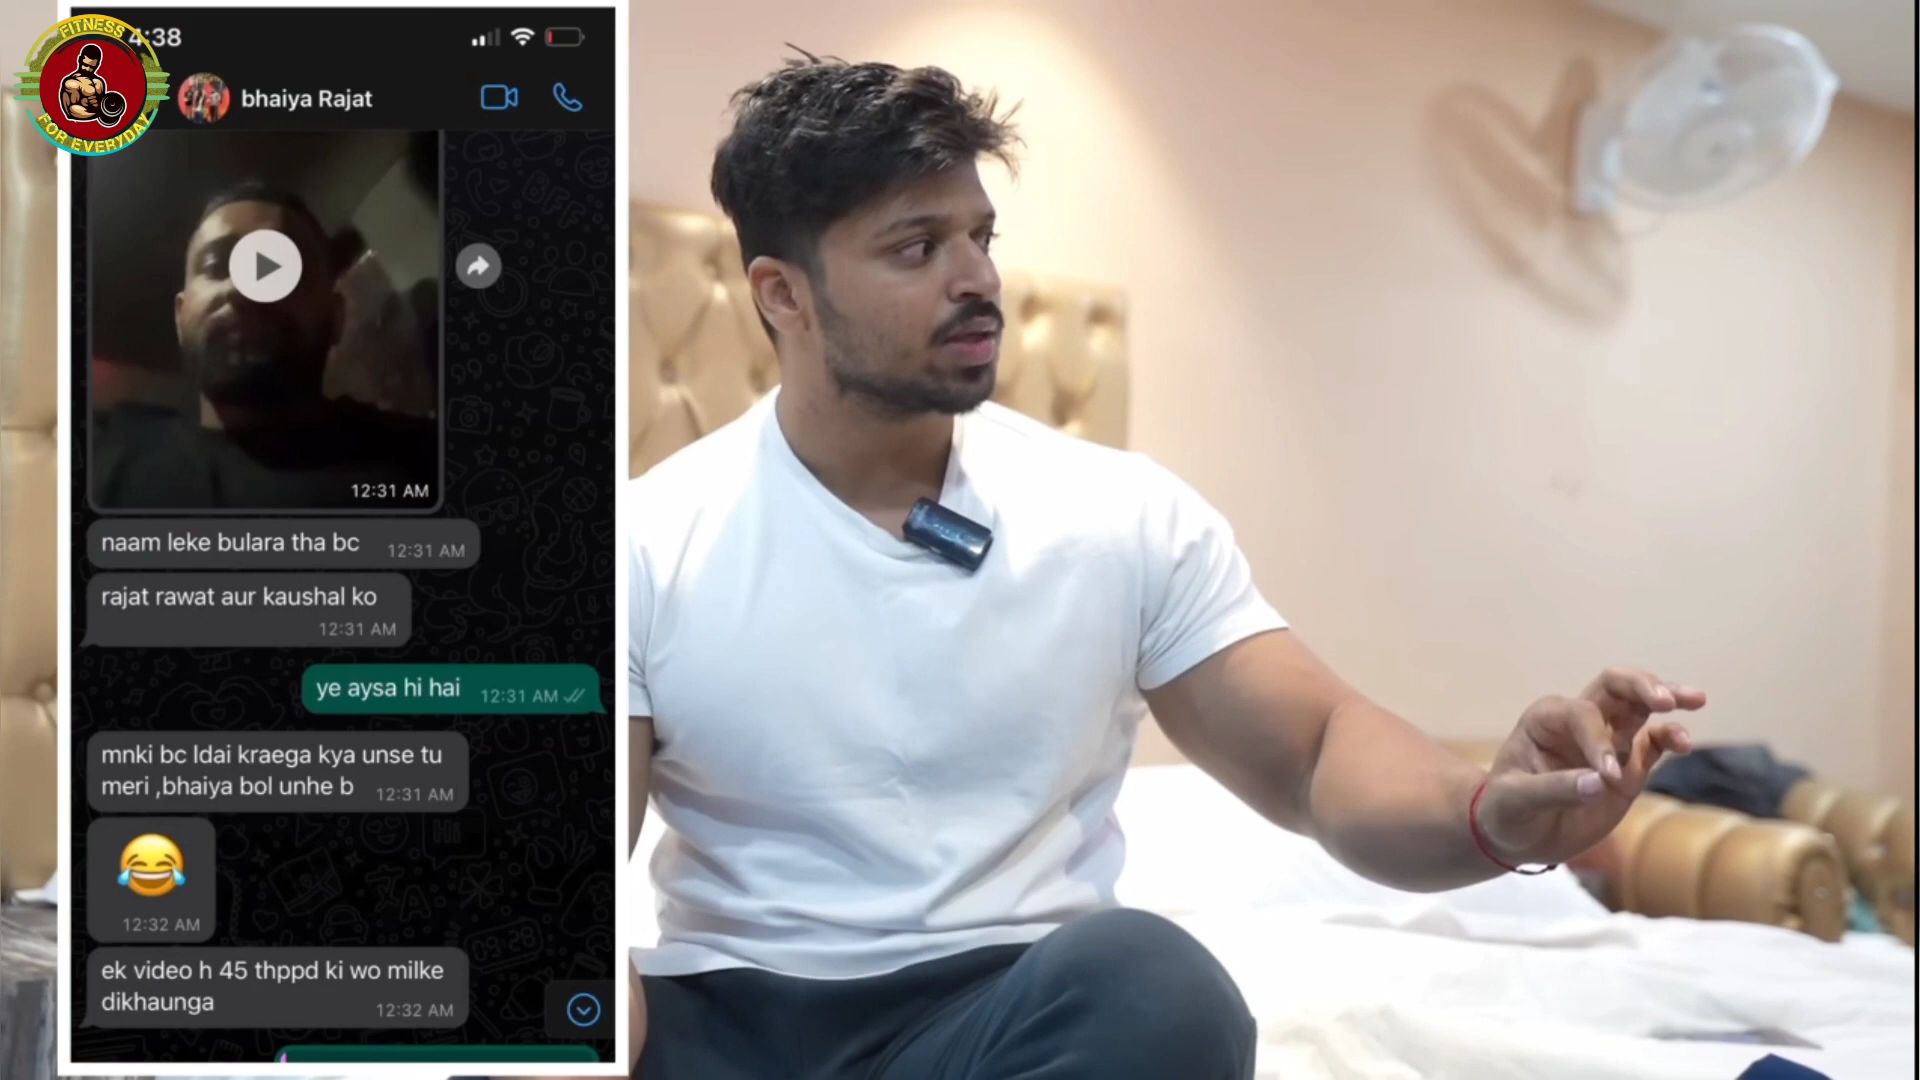 FITNESS
FOR EVERYDAY
4:38
bhaiya Rajat
12:31 AM
naam leke bulara tha bc
12:31 AM
rajat rawat aur kaushal ko
12:31 AM
ye aysa hi hai
12:31 AM
mnki bc ldai kraega kya unse tu
meri ,bhaiya bol unhe b
12:31 AM
12:32 AM
ek video h 45 thppd ki wo milke
dikhaunga
12:32 AM